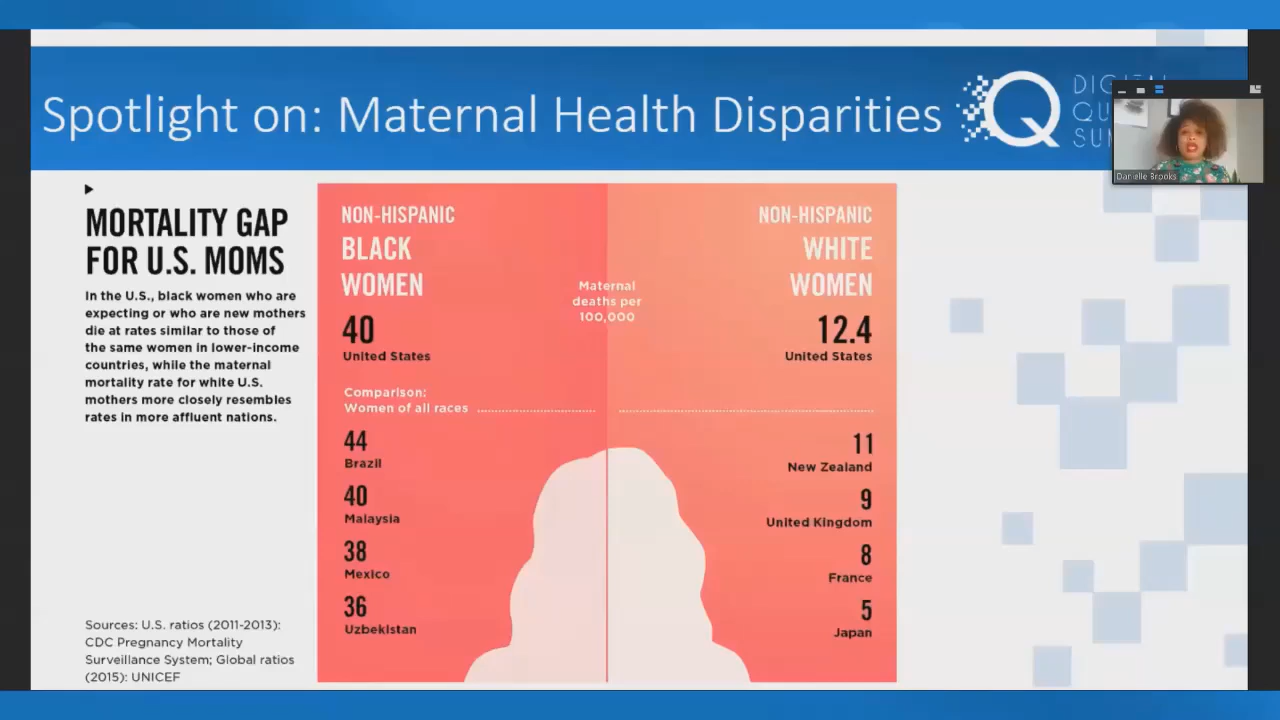 Spotlight on: Maternal Health Disparities
Danielle Brooks
MORTALITY GAP
FOR U.S. MOMS
In the U.S., black women who are
expecting or who are new mothers
die at rates similar to those of
the same women in lower-income
countries, while the maternal
mortality rate for white U.S.
mothers more closely resembles
rates in more affluent nations.
Sources: U.S. ratios (2011-2013):
CDC Pregnancy Mortality
Surveillance System; Global ratios
(2015): UNICEF
NON-HISPANIC
BLACK
WOMEN
40
United States
Maternal
deaths per
100,000
NON-HISPANIC
WHITE
WOMEN
12.4
United States
Comparison:
Women of all races
44
Brazil
40
Malaysia
38
Mexico
36
Uzbekistan
11
New Zealand
9
United Kingdom
8
France
5
Japan